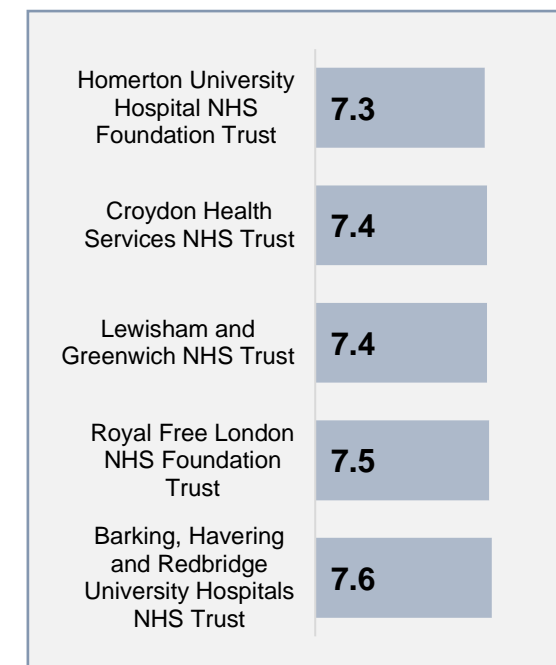 Homerton University
Hospital NHS
Foundation Trust
7.3
Croydon Health
Services NHS Trust
7.4
Lewisham and
Greenwich NHS Trust
7.4
Royal Free London
NHS Foundation
Trust
7.5
Barking, Havering
and Redbridge
University Hospitals
NHS Trust
7.6